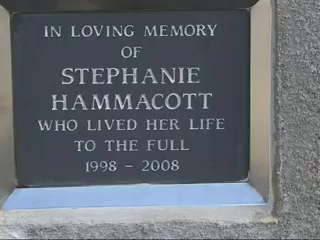 IN LOVING MEMORY
OF
STEPHANIE
HAMMACOTT
WHO LIVED HER LIFE
TO THE FULL
1998 - 2008